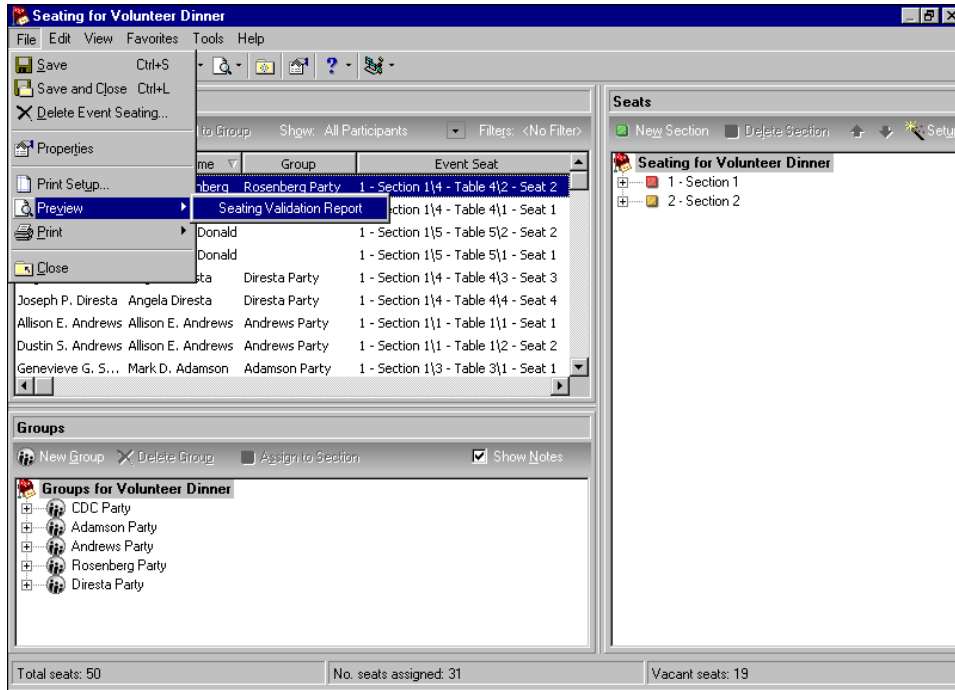 Seating for Volunteer Dinner
File Edit View Favorites Tools Help
Save Ctrl+S
Save and Close Ctrl+L
Delete Event Seating...
Properties
Print Setup...
Preview
Seating Validation Report
Print
Close
to Group Show: All Participants Filters: <No Filter>
me Group Event Seat
nberg Rosenberg Party 1 - Section 1\4 - Table 4\2 - Seat 2
ction 1\4 - Table 4\1 - Seat 1
Donald 1 - Section 1\5 - Table 5\2 - Seat 2
Donald 1 - Section 1\5 - Table 5\1 - Seat 1
sta Diresta Party 1 - Section 1\4 - Table 4\3 - Seat 3
Joseph P. Diresta Angela Diresta Diresta Party 1 - Section 1\4 - Table 4\4 - Seat 4
Allison E. Andrews Allison E. Andrews Andrews Party 1 - Section 1\1 - Table 1\1 - Seat 1
Dustin S. Andrews Allison E. Andrews Andrews Party 1 - Section 1\1 - Table 1\2 - Seat 2
Genevieve G. S... Mark D. Adamson Adamson Party 1 - Section 1\3 - Table 3\1 - Seat 1
Seats
New Section Delete Section Setup
Seating for Volunteer Dinner
1 - Section 1
2 - Section 2
Groups
New Group Delete Group Assign to Section Show Notes
Groups for Volunteer Dinner
CDC Party
Adamson Party
Andrews Party
Rosenberg Party
Diresta Party
Total seats: 50 No. seats assigned: 31 Vacant seats: 19